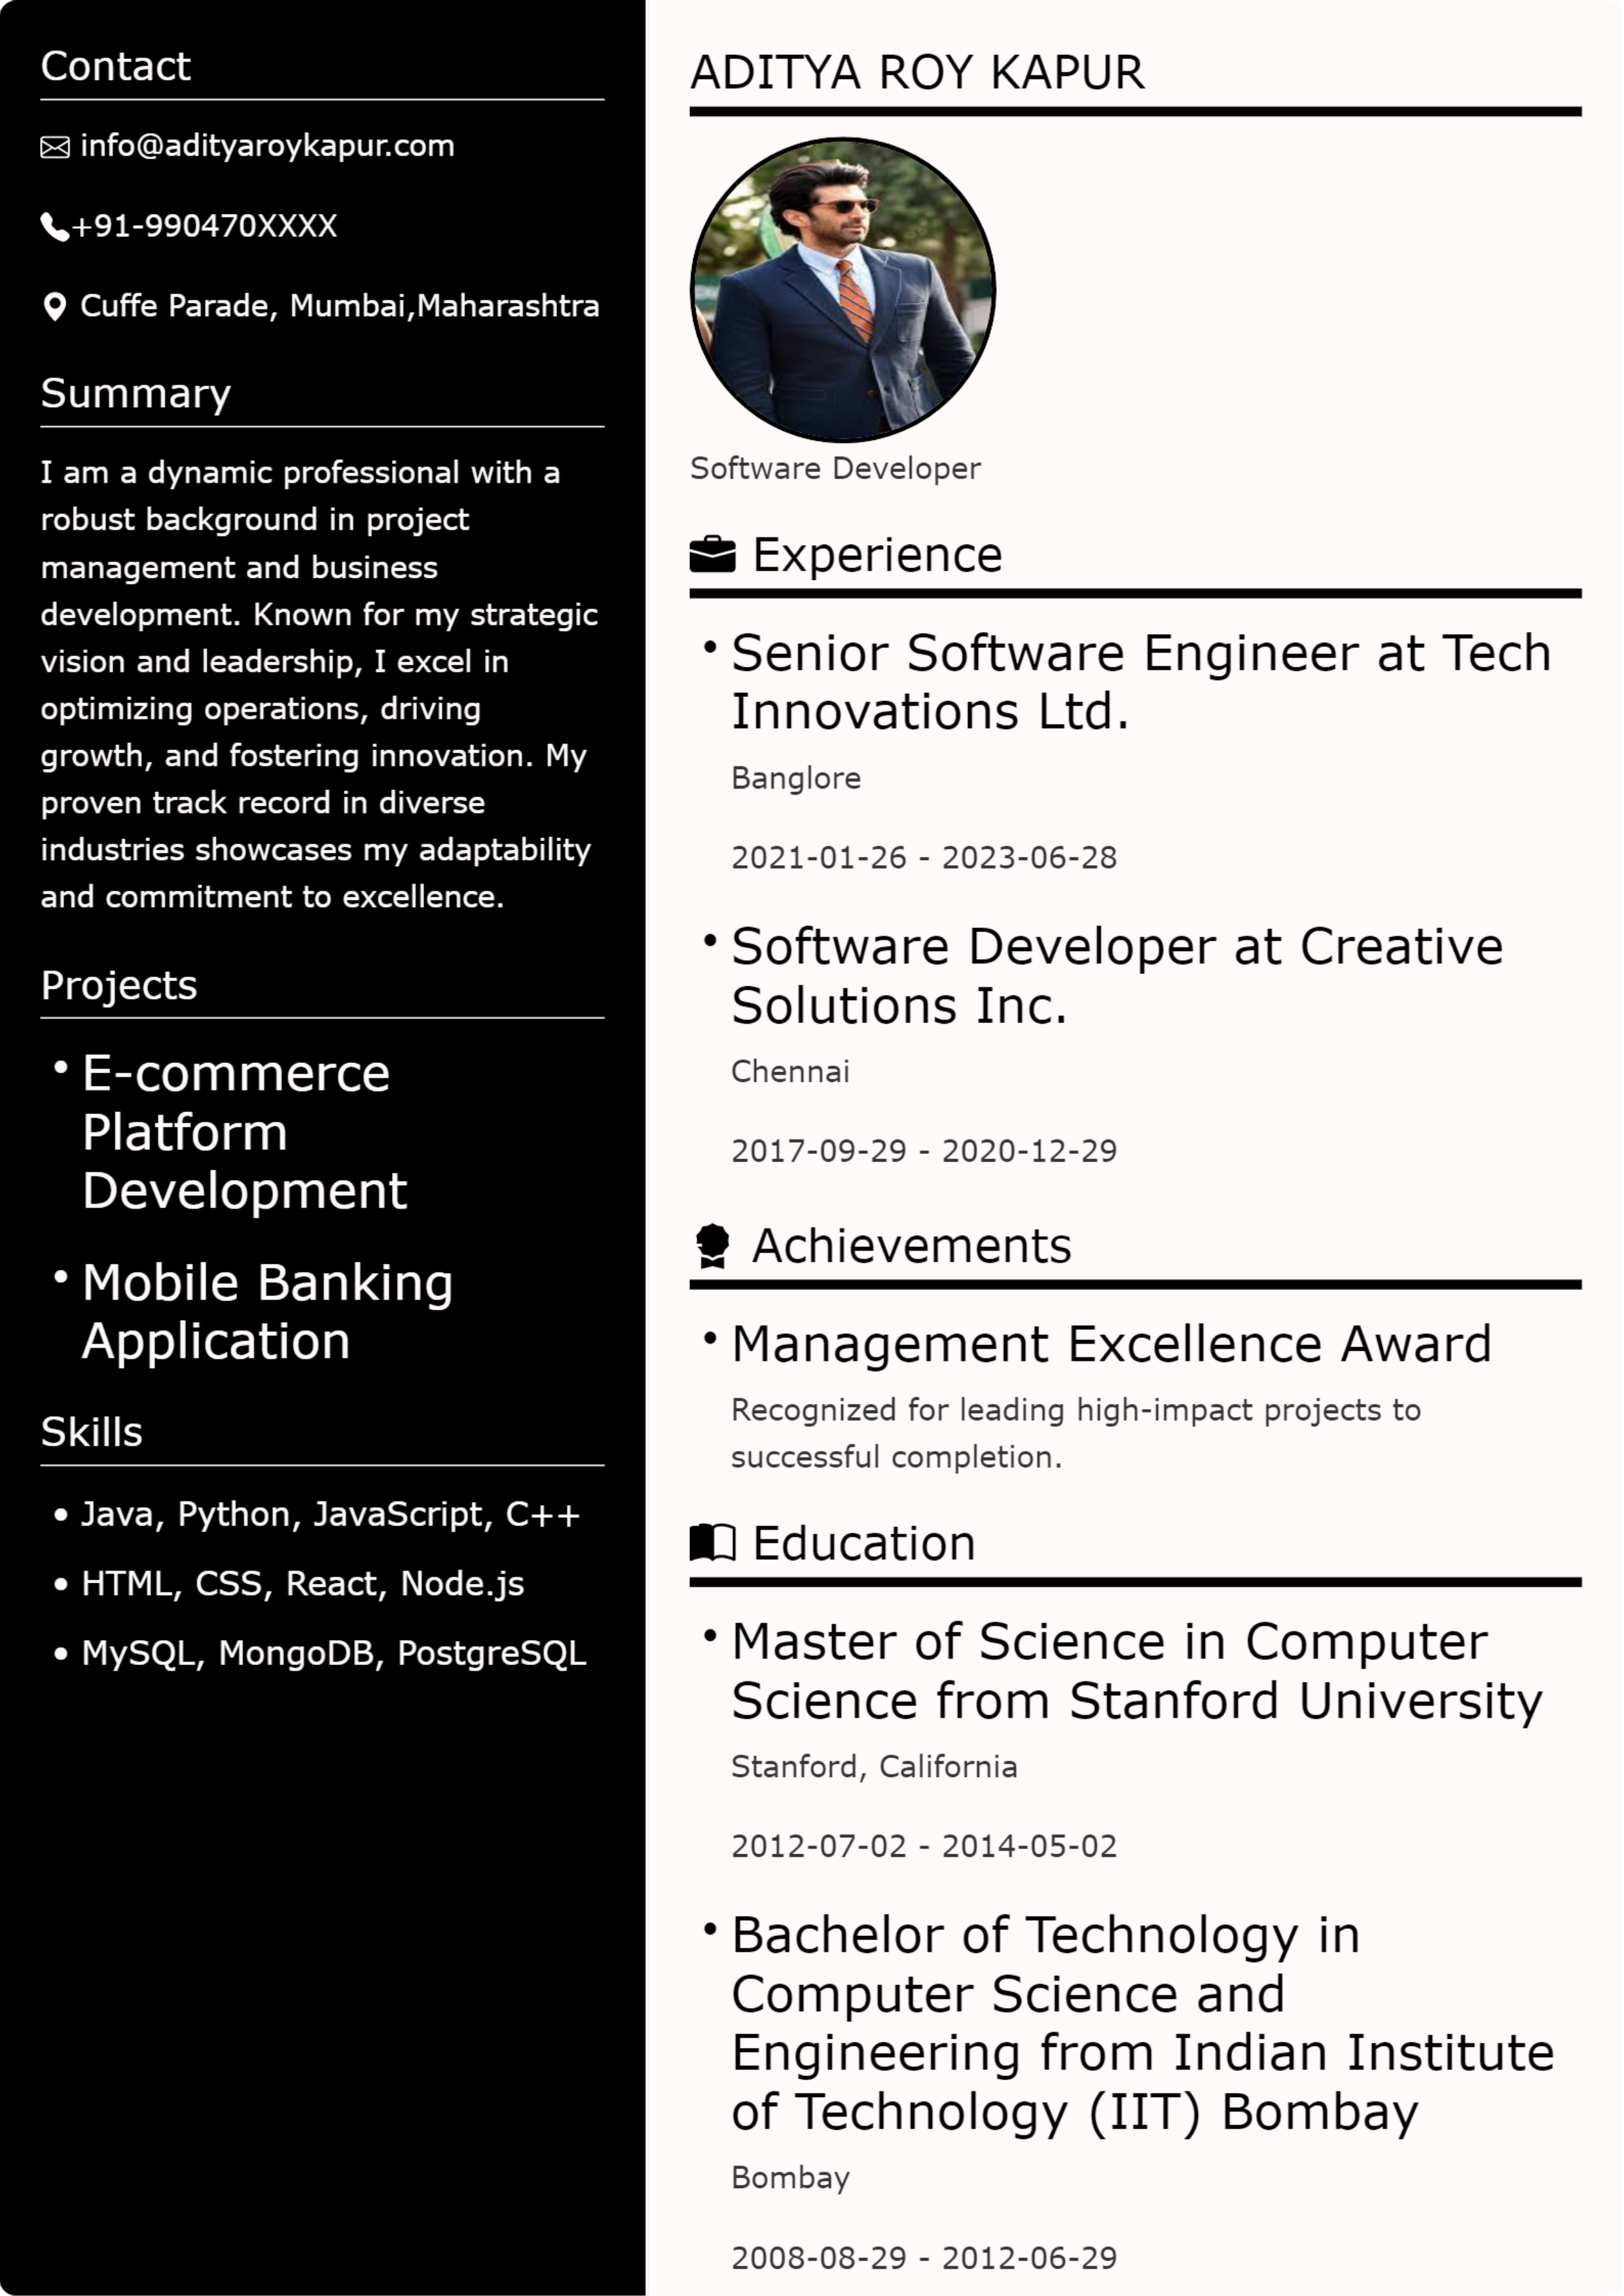 Contact
info@adityaroykapur.com
+91-990470XXXX
Cuffe Parade, Mumbai,Maharashtra
Summary
I am a dynamic professional with a
robust background in project
management and business
development. Known for my strategic
vision and leadership, I excel in
optimizing operations, driving
growth, and fostering innovation. My
proven track record in diverse
industries showcases my adaptability
and commitment to excellence.
Projects
• E-commerce
Platform
Development
• Mobile Banking
Application
Skills
• Java, Python, JavaScript, C++
• HTML, CSS, React, Node.js
• MySQL, MongoDB, PostgreSQL
ADITYA ROY KAPUR
Software Developer
Experience
• Senior Software Engineer at Tech
Innovations Ltd.
Banglore
2021-01-26 - 2023-06-28
• Software Developer at Creative
Solutions Inc.
Chennai
2017-09-29 - 2020-12-29
Achievements
• Management Excellence Award
Recognized for leading high-impact projects to
successful completion.
Education
• Master of Science in Computer
Science from Stanford University
Stanford, California
2012-07-02 - 2014-05-02
• Bachelor of Technology in
Computer Science and
Engineering from Indian Institute
of Technology (IIT) Bombay
Bombay
2008-08-29 - 2012-06-29